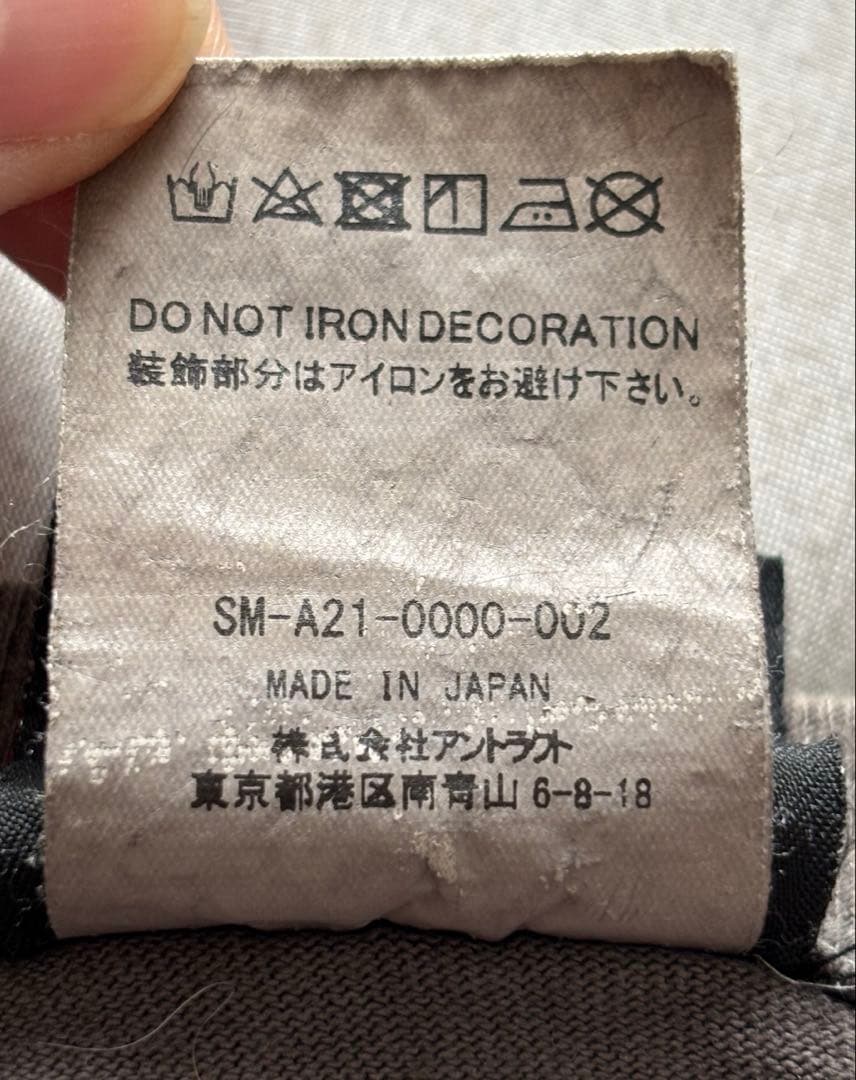 DO NOT IRON DECORATION
装飾部分はアイロンをお避け下さい。
SM-A21-0000-002
MADE IN JAPAN
株式会社アントラクト
東京都港区南青山 6-8-18